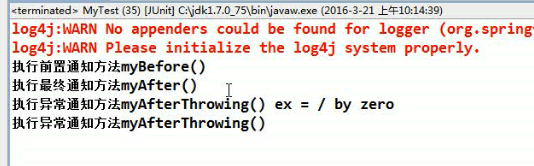 <terminated> MyTest (35) [JUnit] C:\jdk1.7.0_75\bin\javaw.exe (2016-3-21 上午10:14:39)
log4j:WARN No appenders could be found for logger (org.spring
log4j:WARN Please initialize the log4j system properly.
执行前置通知方法myBefore()
执行最终通知方法myAfter()
执行异常通知方法myAfterThrowing() ex = / by zero
执行异常通知方法myAfterThrowing()